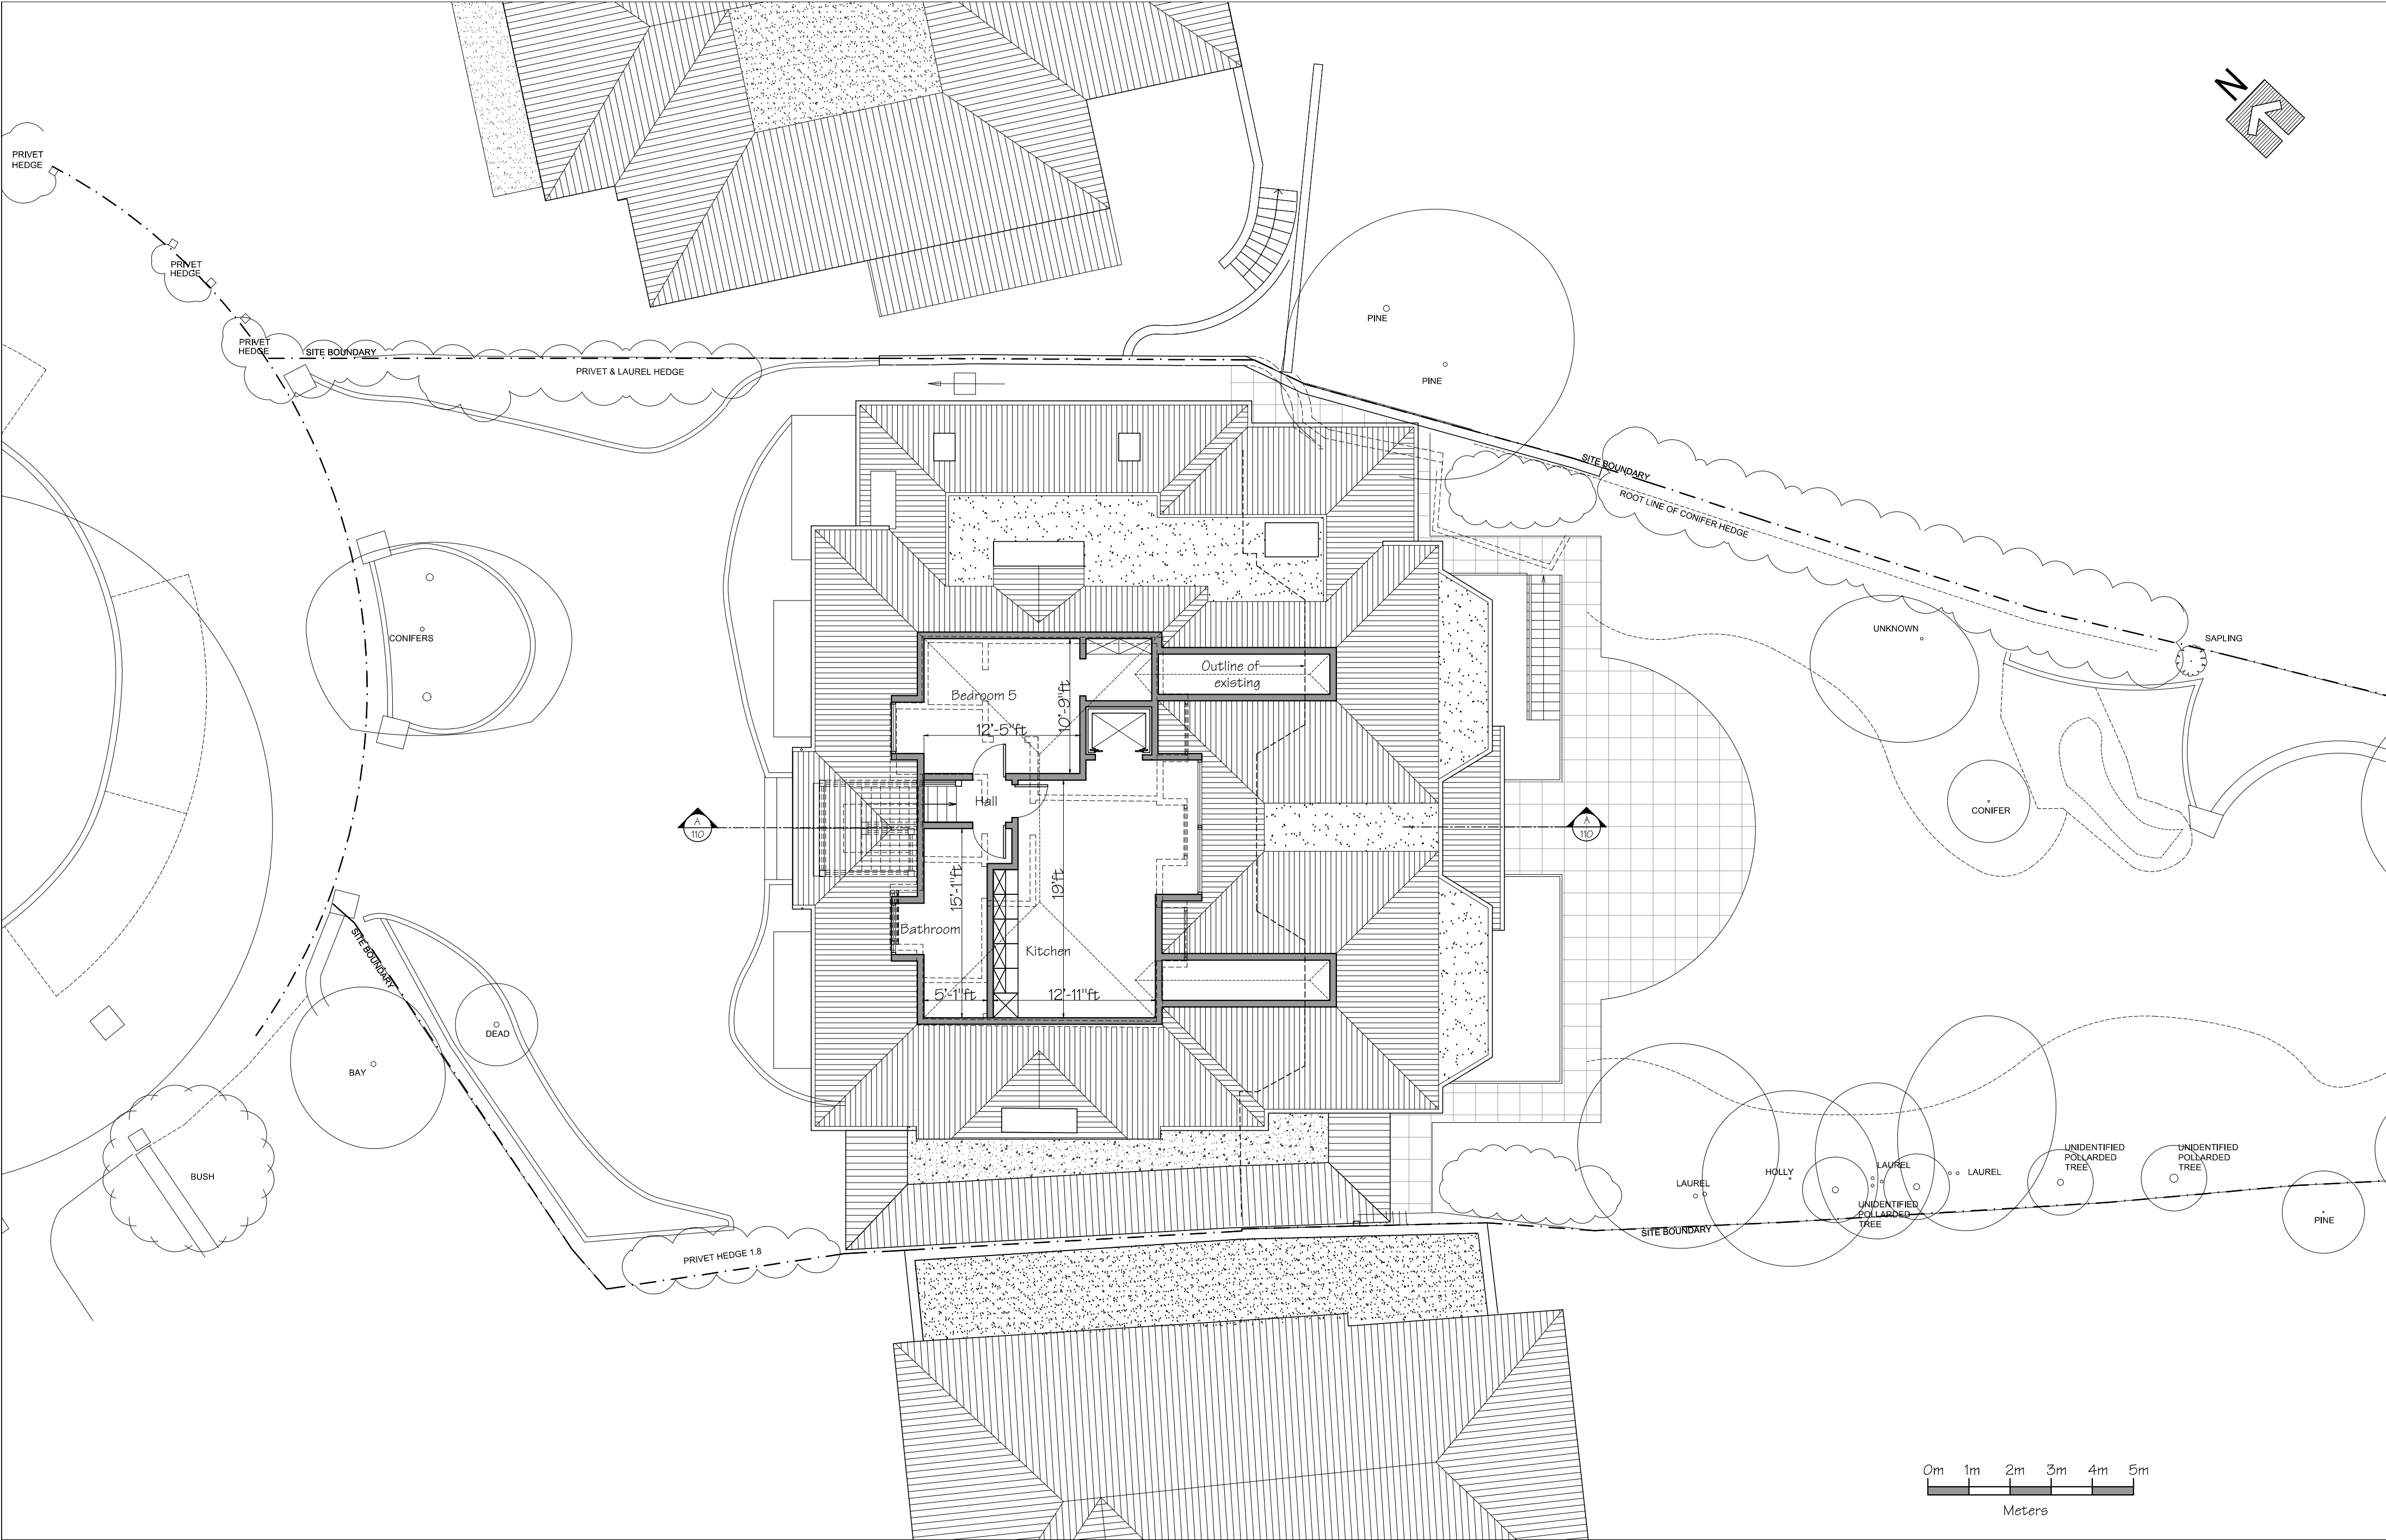 N
PRIVET
HEDGE
PRIVET
HEDGE
PRIVET
HEDGE
SITE BOUNDARY
PRIVET & LAUREL HEDGE
PINE
PINE
SITE BOUNDARY
ROOT LINE OF CONIFER HEDGE
CONIFERS
UNKNOWN
SAPLING
Outline of
existing
Bedroom 5
10'-9"ft
12'-5"ft
Hall
A
110
A
110
CONIFER
15'-1"ft
19'ft
Bathroom
Kitchen
5'-1"ft
12'-11"ft
SITE BOUNDARY
DEAD
BAY
BUSH
PRIVET HEDGE 1.8
LAUREL
HOLLY
LAUREL
LAUREL
UNIDENTIFIED
POLLARDED
TREE
UNIDENTIFIED
POLLARDED
TREE
UNIDENTIFIED
POLLARDED
TREE
SITE BOUNDARY
PINE
0m 1m 2m 3m 4m 5m
Meters